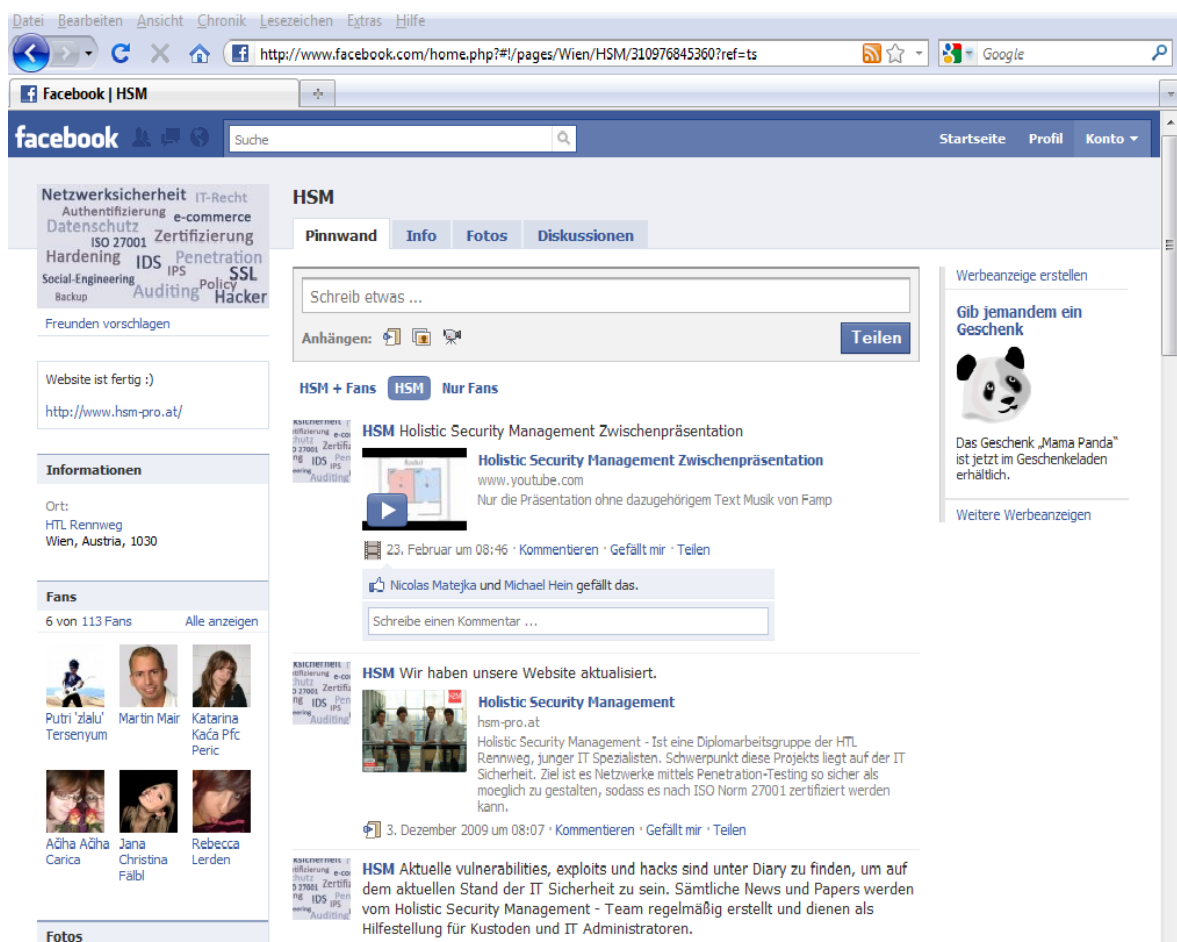 Datei Bearbeiten Ansicht Chronik Lesezeichen Extras Hilfe
http://www.facebook.com/home.php?#!/pages/Wien/HSM/310976845360?ref=ts
Google
Facebook | HSM
facebook
Suche
Startseite Profil Konto
Netzwerksicherheit IT-Recht
Authentifizierung e-commerce
Datenschutz
ISO 27001 Zertifizierung
Hardening IDS Penetration
IPS
Social-Engineering SSL
Policy
Backup Auditing Hacker
Freunden vorschlagen
Website ist fertig :)
http://www.hsm-pro.at/
Informationen
Ort:
HTL Rennweg
Wien, Austria, 1030
Fans
6 von 113 Fans Alle anzeigen
Putri 'zlalu' Tersenyum
Martin Mair
Katarina Kaća Pfc Peric
Ačiha Ačiha Carica
Jana Christina Fälbl
Rebecca Lerden
Fotos
HSM
Pinnwand Info Fotos Diskussionen
Schreib etwas ...
Anhängen:
Teilen
HSM + Fans HSM Nur Fans
HSM Holistic Security Management Zwischenpräsentation
Holistic Security Management Zwischenpräsentation
www.youtube.com
Nur die Präsentation ohne dazugehörigem Text Musik von Famp
23. Februar um 08:46 · Kommentieren · Gefällt mir · Teilen
Nicolas Matejka und Michael Hein gefällt das.
Schreibe einen Kommentar ...
HSM Wir haben unsere Website aktualisiert.
Holistic Security Management
hsm-pro.at
Holistic Security Management - Ist eine Diplomarbeitsgruppe der HTL
Rennweg, junger IT Spezialisten. Schwerpunkt diese Projekts liegt auf der IT
Sicherheit. Ziel ist es Netzwerke mittels Penetration-Testing so sicher als
moeglich zu gestalten, sodass es nach ISO Norm 27001 zertifiziert werden
kann.
3. Dezember 2009 um 08:07 · Kommentieren · Gefällt mir · Teilen
HSM Aktuelle vulnerabilities, exploits und hacks sind unter Diary zu finden, um auf
dem aktuellen Stand der IT Sicherheit zu sein. Sämtliche News und Papers werden
vom Holistic Security Management - Team regelmäßig erstellt und dienen als
Hilfestellung für Kustoden und IT Administratoren.
Werbeanzeige erstellen
Gib jemandem ein
Geschenk
Das Geschenk „Mama Panda"
ist jetzt im Geschenkeladen
erhältlich.
Weitere Werbeanzeigen